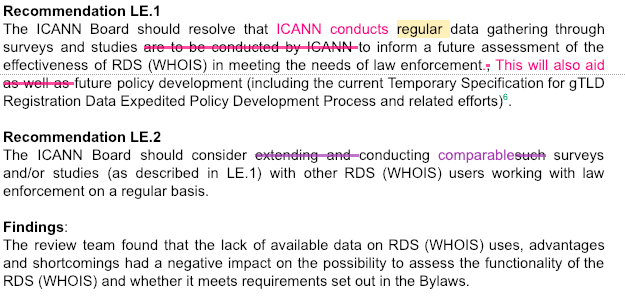 Recommendation LE.1
The ICANN Board should resolve that ICANN conducts regular data gathering through
surveys and studies are to be conducted by ICANN to inform a future assessment of the
effectiveness of RDS (WHOIS) in meeting the needs of law enforcement., This will also aid
as well as future policy development (including the current Temporary Specification for gTLD
Registration Data Expedited Policy Development Process and related efforts)6.
Recommendation LE.2
The ICANN Board should consider extending and conducting comparablesuch surveys
and/or studies (as described in LE.1) with other RDS (WHOIS) users working with law
enforcement on a regular basis.
Findings:
The review team found that the lack of available data on RDS (WHOIS) uses, advantages
and shortcomings had a negative impact on the possibility to assess the functionality of the
RDS (WHOIS) and whether it meets requirements set out in the Bylaws.